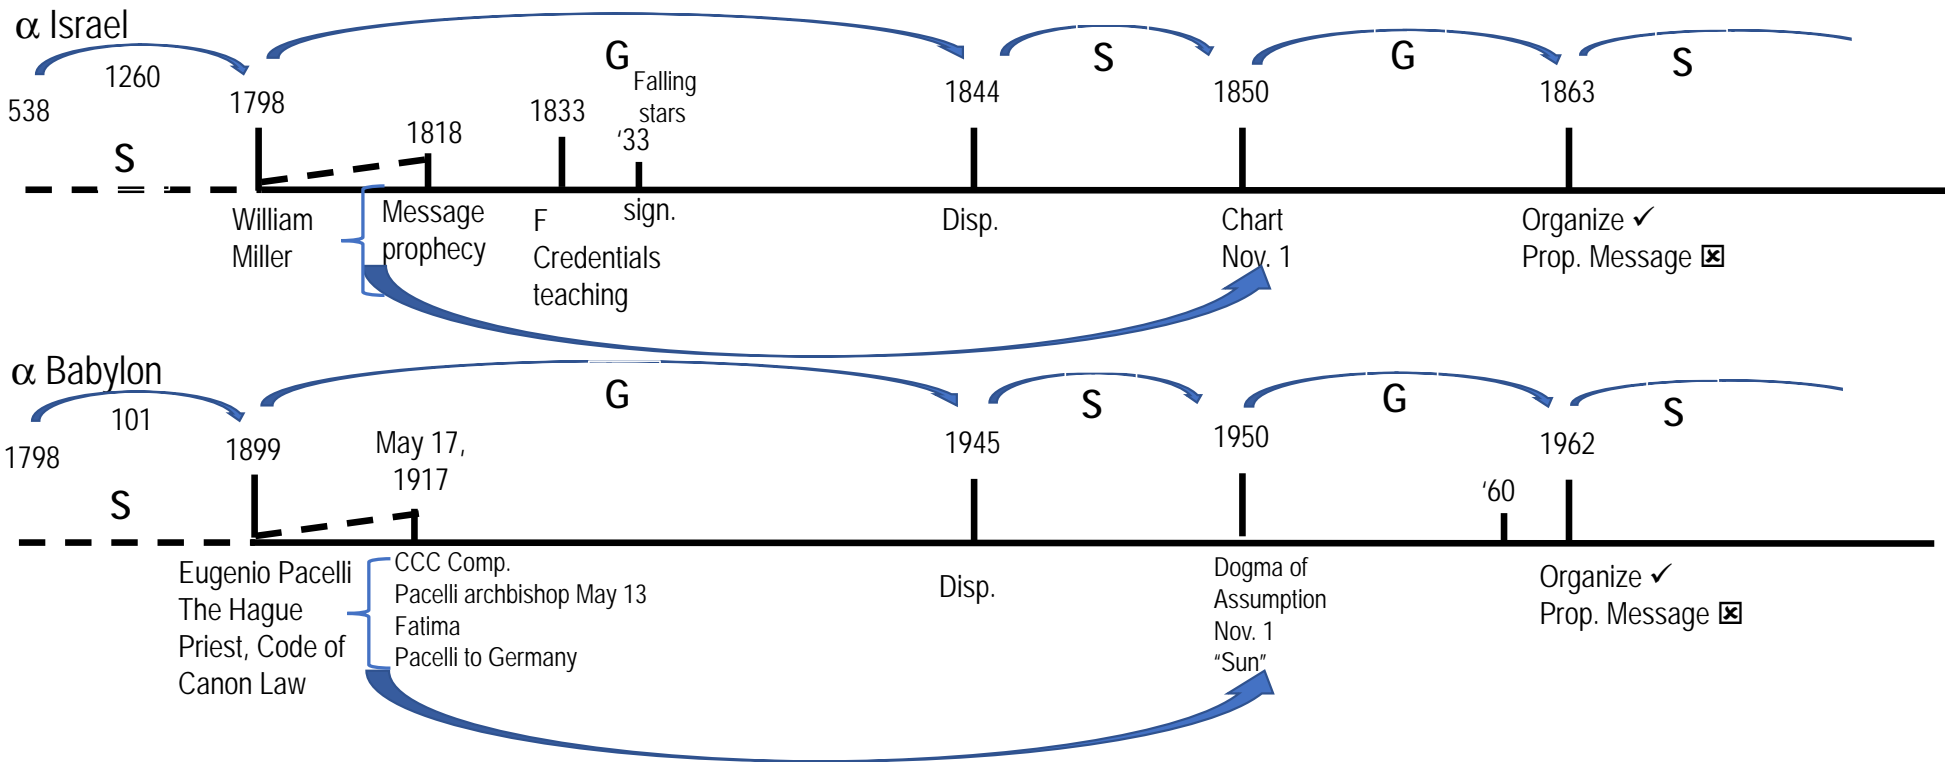 α Israel
538
1260
S
1798
G
Falling
stars
1818
1833
‘33
1844
S
1850
G
1863
S
William
Miller
Message
prophecy
F
Credentials
teaching
sign.
Disp.
Chart
Nov. 1
Organize ✓
Prop. Message ☒
α Babylon
1798
101
S
1899
G
May 17,
1917
1945
S
1950
G
‘60
1962
S
Eugenio Pacelli
The Hague
Priest, Code of
Canon Law
CCC Comp.
Pacelli archbishop May 13
Fatima
Pacelli to Germany
Disp.
Dogma of
Assumption
Nov. 1
“Sun”
Organize ✓
Prop. Message ☒